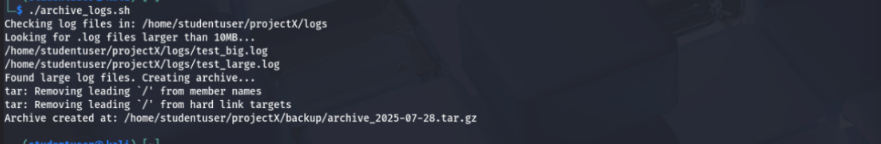 └─$ ./archive_logs.sh
Checking log files in: /home/studentuser/projectX/logs
Looking for .log files larger than 10MB...
/home/studentuser/projectX/logs/test_big.log
/home/studentuser/projectX/logs/test_large.log
Found large log files. Creating archive...
tar: Removing leading `/' from member names
tar: Removing leading `/' from hard link targets
Archive created at: /home/studentuser/projectX/backup/archive_2025-07-28.tar.gz